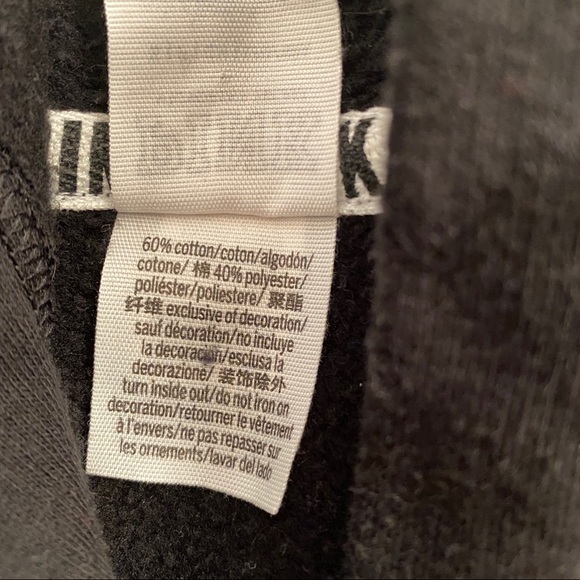 IN K
60% cotton/coton/algodón/
cotone/ 棉 40% polyester/
poliéster/poliestere/ 聚酯
纤维 exclusive of decoration/
sauf décoration/no incluye
la decoración/esclusa la
decorazione/ 装饰除外
turn inside out/do not iron on
decoration/retourner le vêtement
à l'envers/ne pas repasser sur
les ornements/lavar del lado